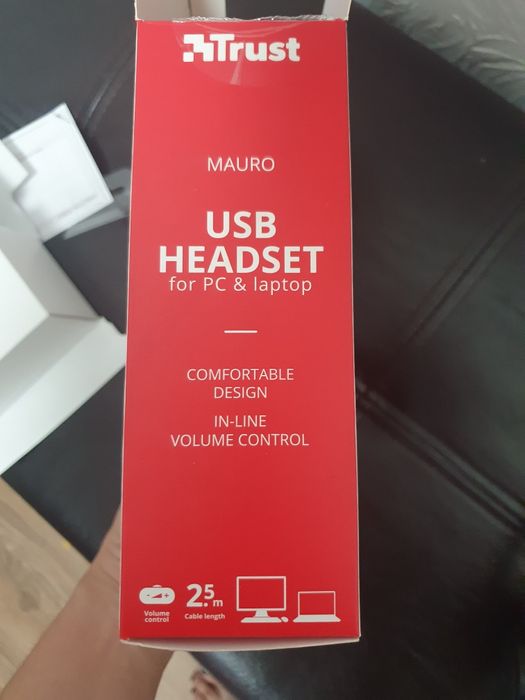 Trust
MAURO
USB
HEADSET
for PC & laptop
COMFORTABLE
DESIGN
IN-LINE
VOLUME CONTROL
- +
Volume
control
2.5m
Cable length